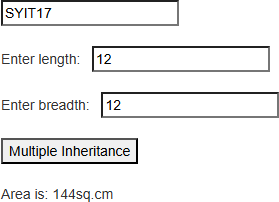 SYIT17
Enter length: 12
Enter breadth: 12
Multiple Inheritance
Area is: 144sq.cm